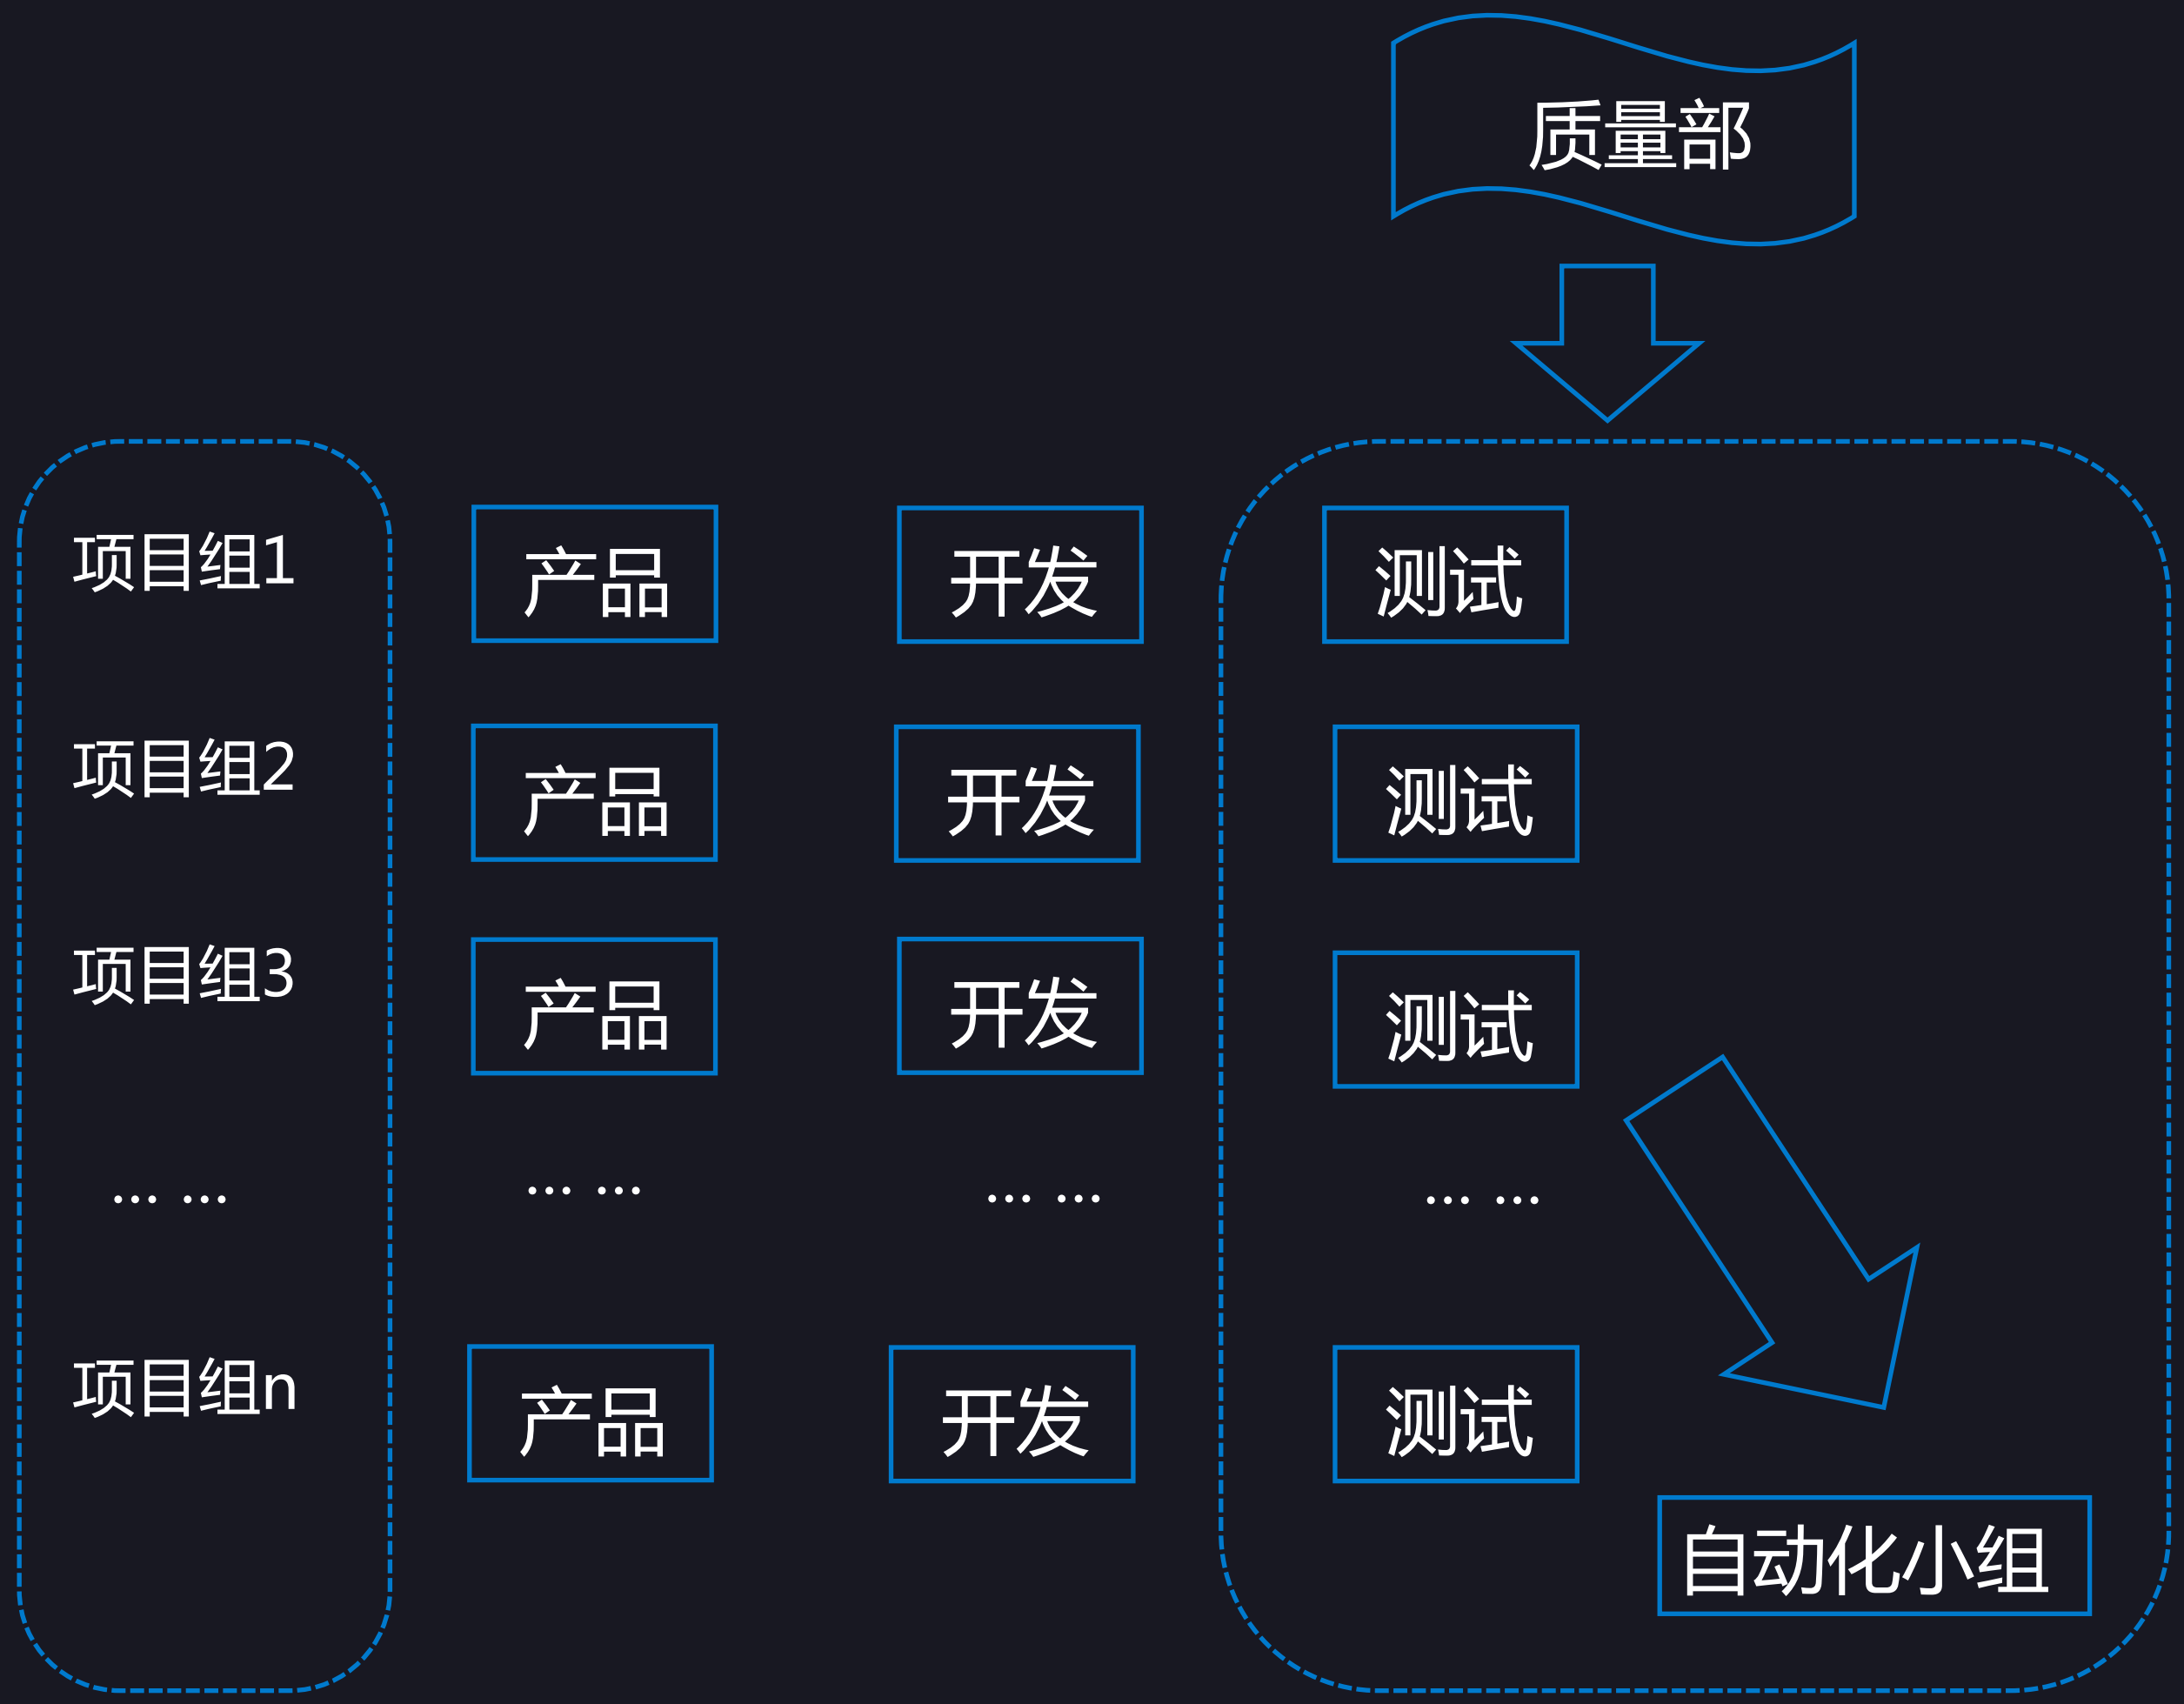 质量部
项目组1
产品
开发
测试
项目组2
产品
开发
测试
项目组3
产品
开发
测试
… …
… …
… …
… …
项目组n
产品
开发
测试
自动化小组